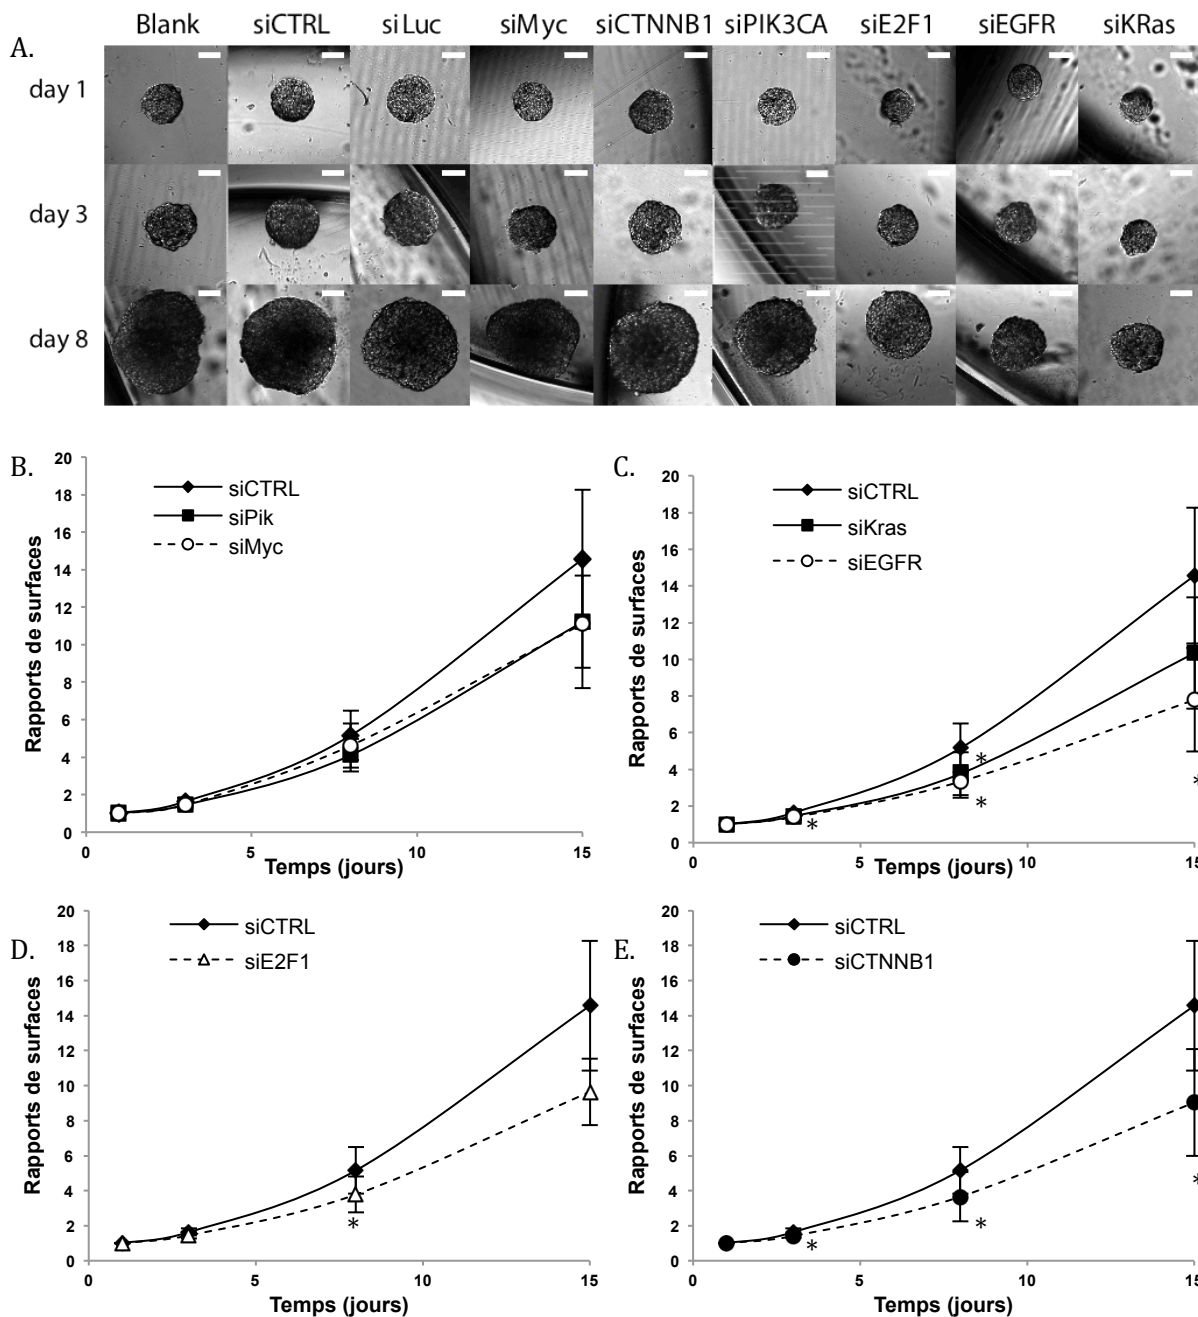 Blank siCTRL siLuc siMyc siCTNNB1 siPIK3CA siE2F1 siEGFR siKRas
A.
day 1
day 3
day 8
B.
20
18
16
14
12
10
8
6
4
2
0
0 5 10 15
Rapports de surfaces
Temps (jours)
siCTRL
siPik
siMyc
C.
20
18
16
14
12
10
8
6
4
2
0
0 5 10 15
Rapports de surfaces
Temps (jours)
siCTRL
siKras
siEGFR
*
*
*
*
D.
20
18
16
14
12
10
8
6
4
2
0
0 5 10 15
Rapports de surfaces
Temps (jours)
siCTRL
siE2F1
*
E.
20
18
16
14
12
10
8
6
4
2
0
0 5 10 15
Rapports de surfaces
Temps (jours)
siCTRL
siCTNNB1
*
*
*